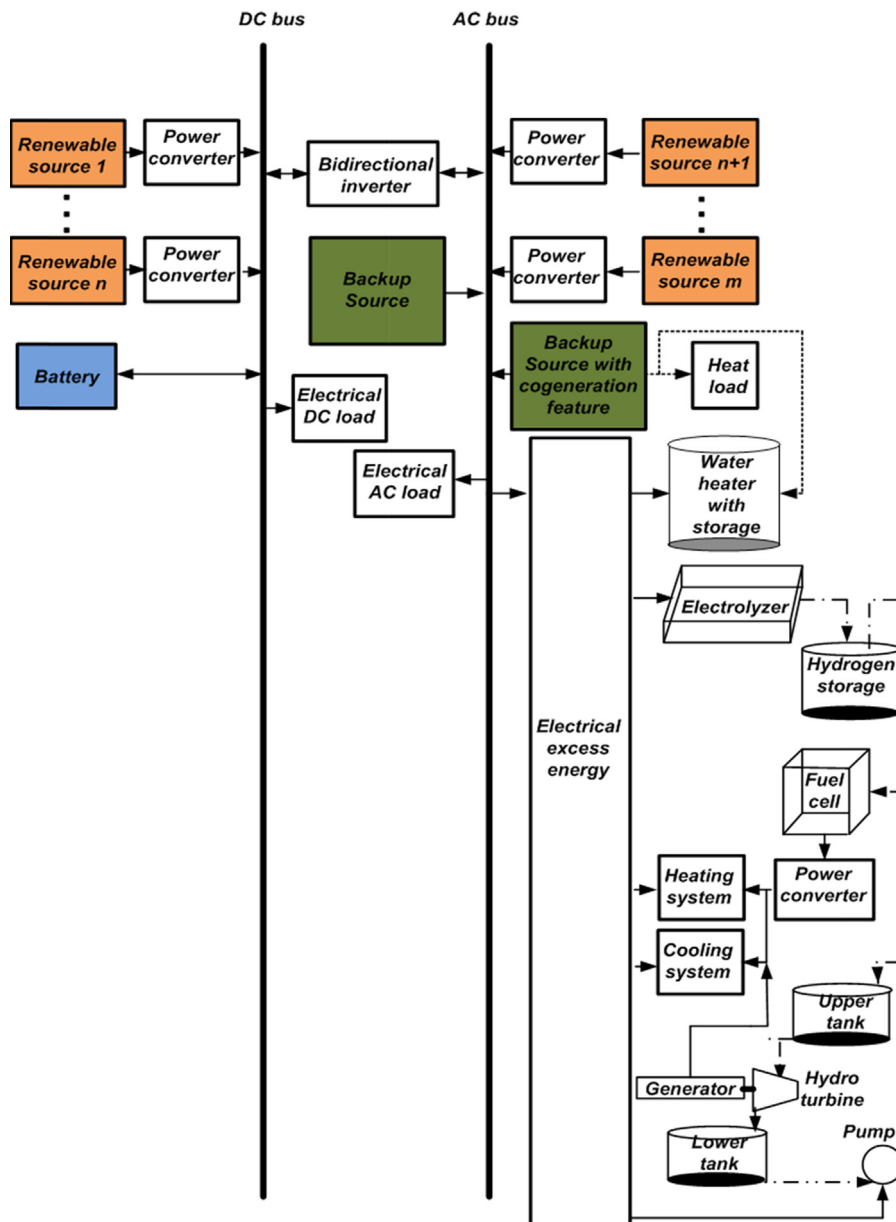 DC bus
AC bus
Renewable
source 1
Power
converter
Bidirectional
inverter
Power
converter
Renewable
source n+1
Renewable
source n
Power
converter
Backup
Source
Power
converter
Renewable
source m
Battery
Electrical
DC load
Backup
Source with
cogeneration
feature
Heat
load
Electrical
AC load
Water
heater
with
storage
Electrolyzer
Hydrogen
storage
Electrical
excess
energy
Fuel
cell
Heating
system
Power
converter
Cooling
system
Upper
tank
Generator
Hydro
turbine
Lower
tank
Pump